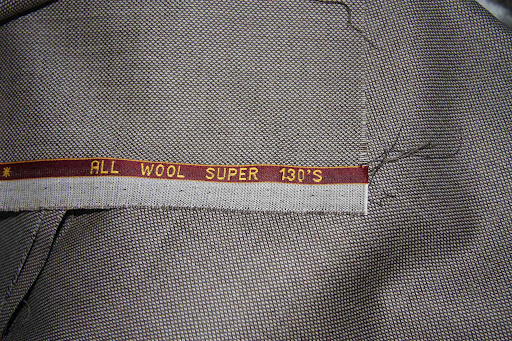 * ALL WOOL SUPER 130'S